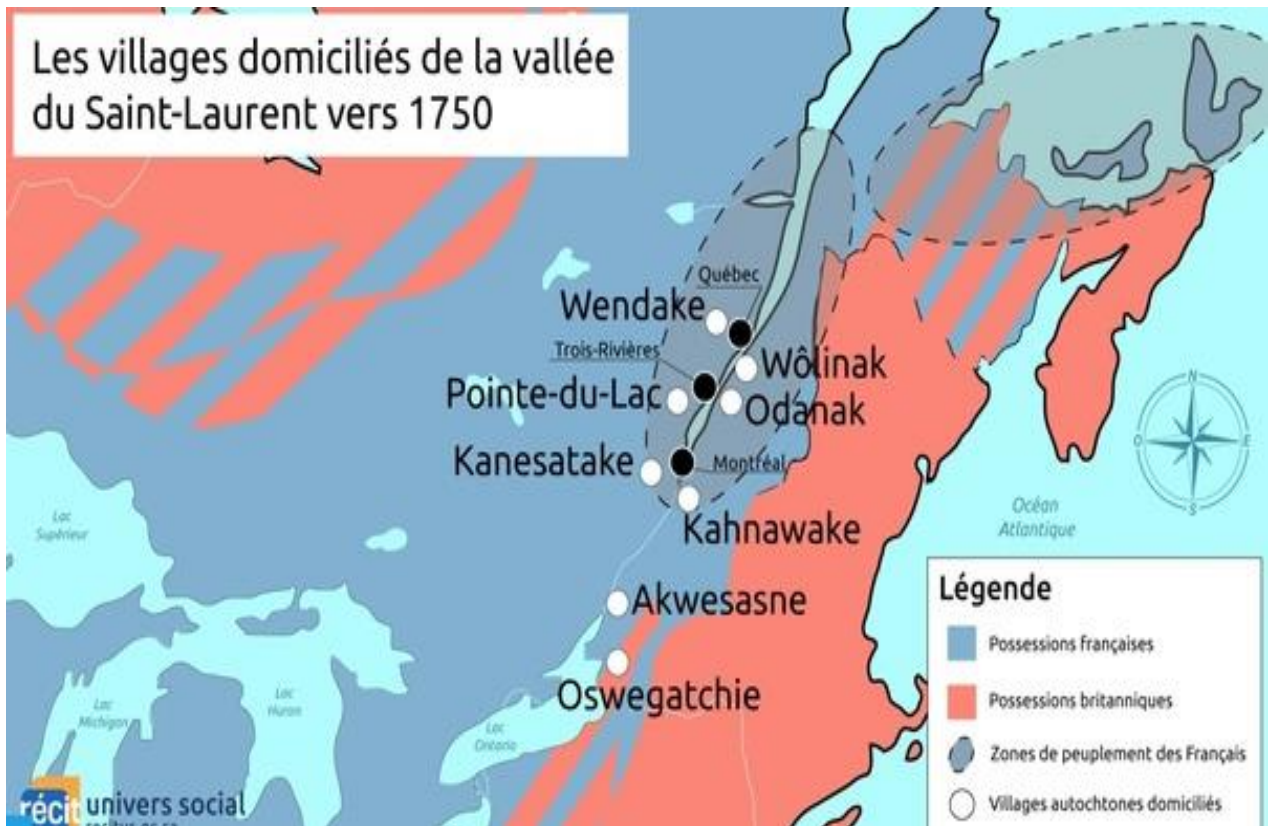 Les villages domiciliés de la vallée
du Saint-Laurent vers 1750
Québec
Wendake
Trois-Rivières
Wôlinak
Pointe-du-Lac
Odanak
Kanesatake
Montréal
Kahnawake
Akwesasne
Oswegatchie
Lac
Supérieur
Lac
Michigan
Lac
Huron
Lac
Ontario
N
O
E
S
Océan
Atlantique
Légende
Possessions françaises
Possessions britanniques
Zones de peuplement des Français
Villages autochtones domiciliés
récit
univers social